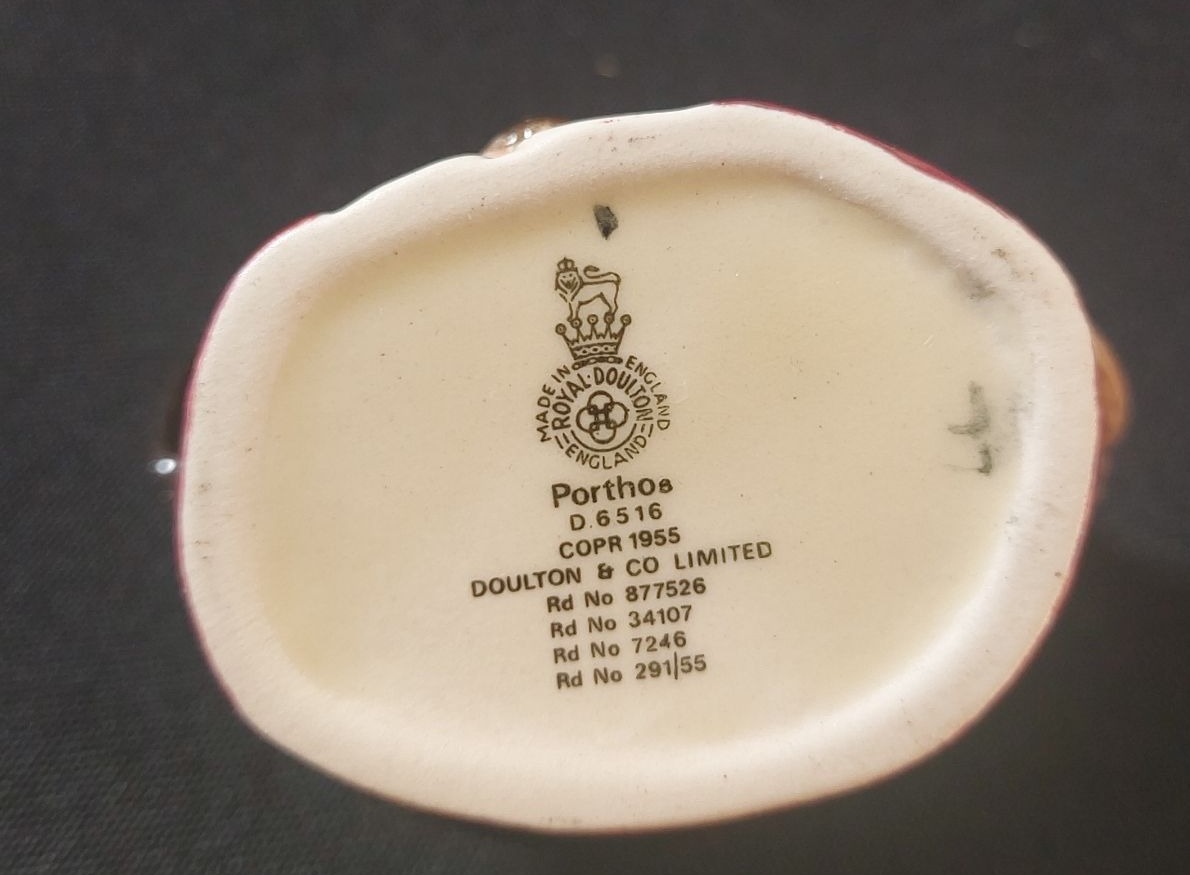 MADE IN ENGLAND
ROYAL·DOULTON
ENGLAND
Porthos
D.6516
COPR 1955
DOULTON & CO LIMITED
Rd No 877526
Rd No 34107
Rd No 7246
Rd No 291/55